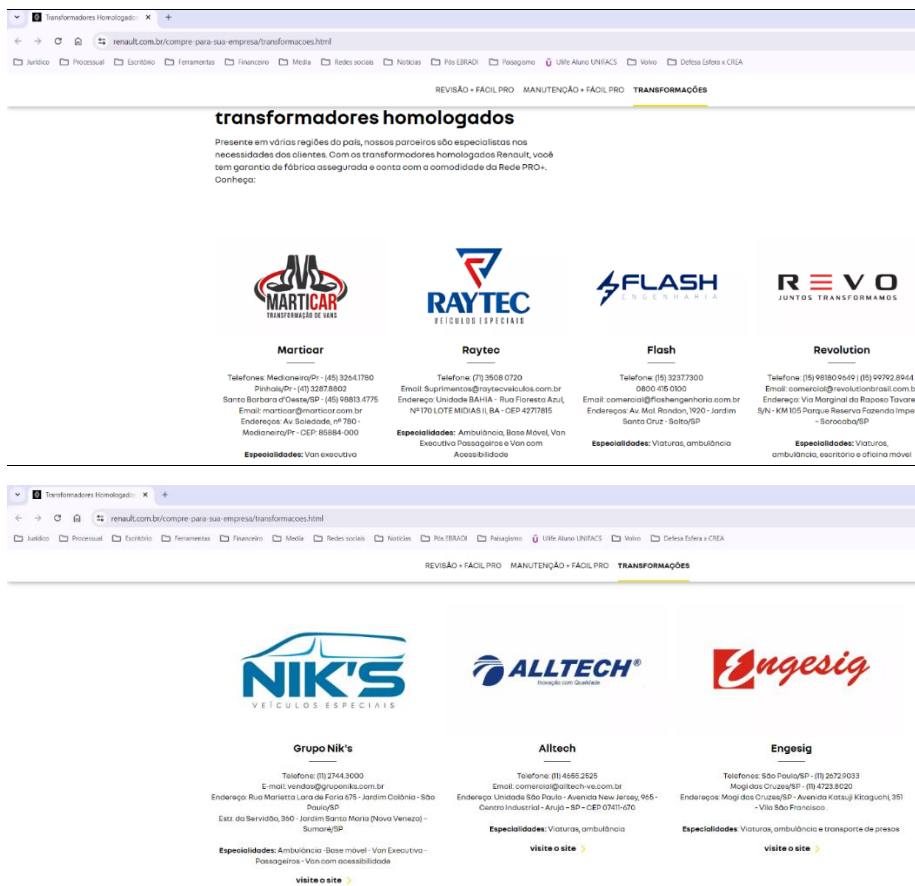 Transformadores Homologado
renault.com.br/compre-para-sua-empresa/transformacoes.html
Jurídico Processual Escritório Ferramentas Financeiro Media Redes sociais Notícias Pós EBRADI Paisagismo Ulife Aluno UNIFACS Volvo Defesa Esfera x CREA
REVISÃO + FÁCIL PRO MANUTENÇÃO + FÁCIL PRO TRANSFORMAÇÕES
transformadores homologados
Presente em várias regiões do país, nossos parceiros são especialistas nas
necessidades dos clientes. Com os transformadores homologados Renault, você
tem garantia de fábrica assegurada e conta com a comodidade da Rede PRO+.
Conheça:
MARTICAR
TRANSFORMAÇÃO DE VANS
RAYTEC
VEÍCULOS ESPECIAIS
FLASH
ENGENHARIA
REVO
JUNTOS TRANSFORMAMOS
Marticar
Telefones: Medianeira/Pr - (45) 3264.1780
Pinhais/Pr - (41) 3287.8802
Santa Barbara d'Oeste/SP - (45) 98813.4775
Email: marticar@marticar.com.br
Endereços: Av. Soledade, nº 780 -
Medianeira/Pr - CEP: 85884-000
Especialidades: Van executiva
Raytec
Telefone: (71) 3508 0720
Email: Suprimentos@raytecveiculos.com.br
Endereço: Unidade BAHIA - Rua Floresta Azul,
Nº 170 LOTE MIDIAS II, BA - CEP 42717815
Especialidades: Ambulância, Base Móvel, Van
Executiva Passageiros e Van com
Acessibilidade
Flash
Telefone: (15) 3237.7300
0800 415 0100
Email: comercial@flashengenharia.com.br
Endereços: Av. Mal. Rondon, 1920 - Jardim
Santa Cruz - Salto/SP
Especialidades: Viaturas, ambulância
Revolution
Telefone: (15) 98180.9649 | (15) 99792.8944
Email: comercial@revolutionbrasil.com.b
Endereço: Via Marginal da Raposo Tavare
S/N - KM 105 Parque Reserva Fazenda Impe
- Sorocaba/SP
Especialidades: Viaturas,
ambulância, escritório e oficina móvel
Transformadores Homologado
renault.com.br/compre-para-sua-empresa/transformacoes.html
Jurídico Processual Escritório Ferramentas Financeiro Media Redes sociais Notícias Pós EBRADI Paisagismo Ulife Aluno UNIFACS Volvo Defesa Esfera x CREA
REVISÃO + FÁCIL PRO MANUTENÇÃO + FÁCIL PRO TRANSFORMAÇÕES
NIK'S
VEÍCULOS ESPECIAIS
ALLTECH®
Inovação com Qualidade
Engesig
Grupo Nik's
Telefone: (11) 2744.3000
E-mail: vendas@gruponiks.com.br
Endereço: Rua Marietta Lara de Faria 675 - Jardim Colônia - São
Paulo/SP
Estr. da Servidão, 360 - Jardim Santa Maria (Nova Veneza) –
Sumaré/SP
Especialidades: Ambulância -Base móvel - Van Executiva -
Passageiros - Van com acessibilidade
visite o site
Alltech
Telefone: (11) 4655.2525
Email: comercial@alltech-ve.com.br
Endereço: Unidade São Paulo - Avenida New Jersey, 965 -
Centro Industrial - Arujá – SP – CEP 07411-670
Especialidades: Viaturas, ambulância
visite o site
Engesig
Telefones: São Paulo/SP - (11) 2672.9033
Mogi das Cruzes/SP - (11) 4723.8020
Endereços: Mogi das Cruzes/SP - Avenida Katsuji Kitaguchi, 351
- Vila São Francisco .
Especialidades: Viaturas, ambulância e transporte de presos
visite o site